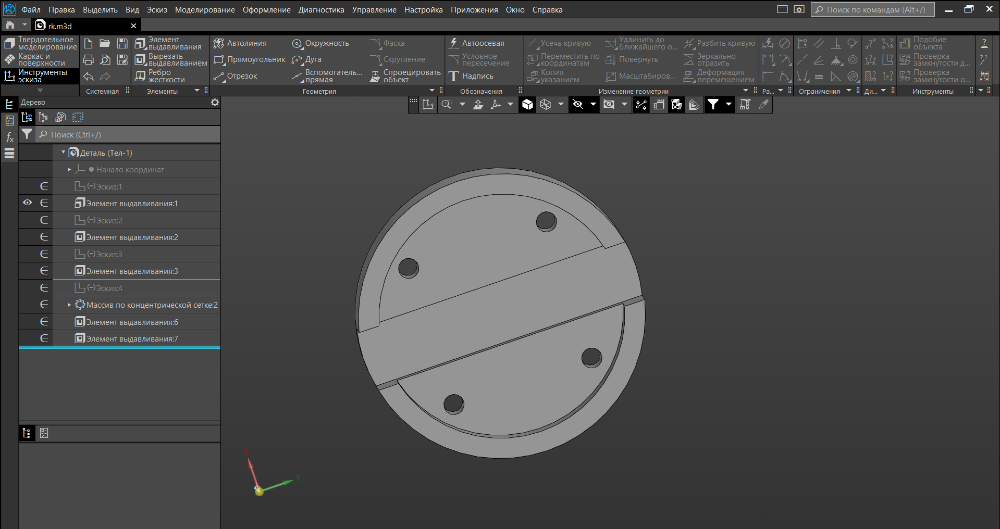 Файл Правка Выделить Вид Эскиз Моделирование Оформление Диагностика Управление Настройка Приложения Окно Справка
Поиск по командам (Alt+/)
rk.m3d
Твердотельное
моделирование
Каркас и
поверхности
Инструменты
эскиза
Системная
Элемент
выдавливания
Вырезать
выдавливанием
Ребро
жесткости
Элементы
Автолиния
Прямоугольник
Отрезок
Окружность
Дуга
Вспомогатель...
прямая
Фаска
Скругление
Спроецировать
объект
Геометрия
Автоосевая
Условное
пересечение
Надпись
Обозначения
Усечь кривую
Переместить по
координатам
Копия
указанием
Удлинить до
ближайшего о...
Повернуть
Масштабиров...
Разбить кривую
Зеркально
отразить
Деформация
перемещением
Изменение геометрии
Ра...
Ограничения
Ди...
Подобие
объекта
Проверка
замкнутости д...
Проверка
замкнутости о...
Инструменты
Дерево
Поиск (Ctrl+/)
Деталь (Тел-1)
Начало координат
(−)Эскиз:1
Элемент выдавливания:1
(−)Эскиз:2
Элемент выдавливания:2
(−)Эскиз:3
Элемент выдавливания:3
(−)Эскиз:4
Массив по концентрической сетке:2
Элемент выдавливания:6
Элемент выдавливания:7
X
Y